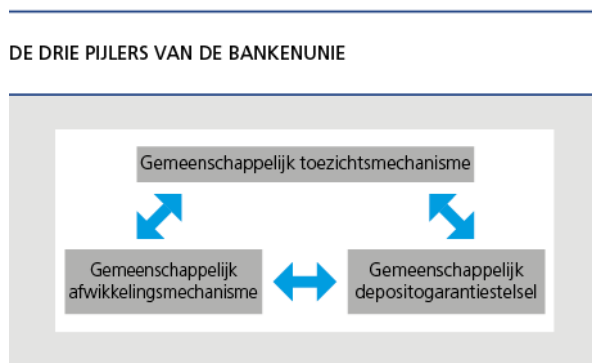 DE DRIE PIJLERS VAN DE BANKENUNIE
Gemeenschappelijk toezichtsmechanisme
Gemeenschappelijk
afwikkelingsmechanisme
Gemeenschappelijk
depositogarantiestelsel